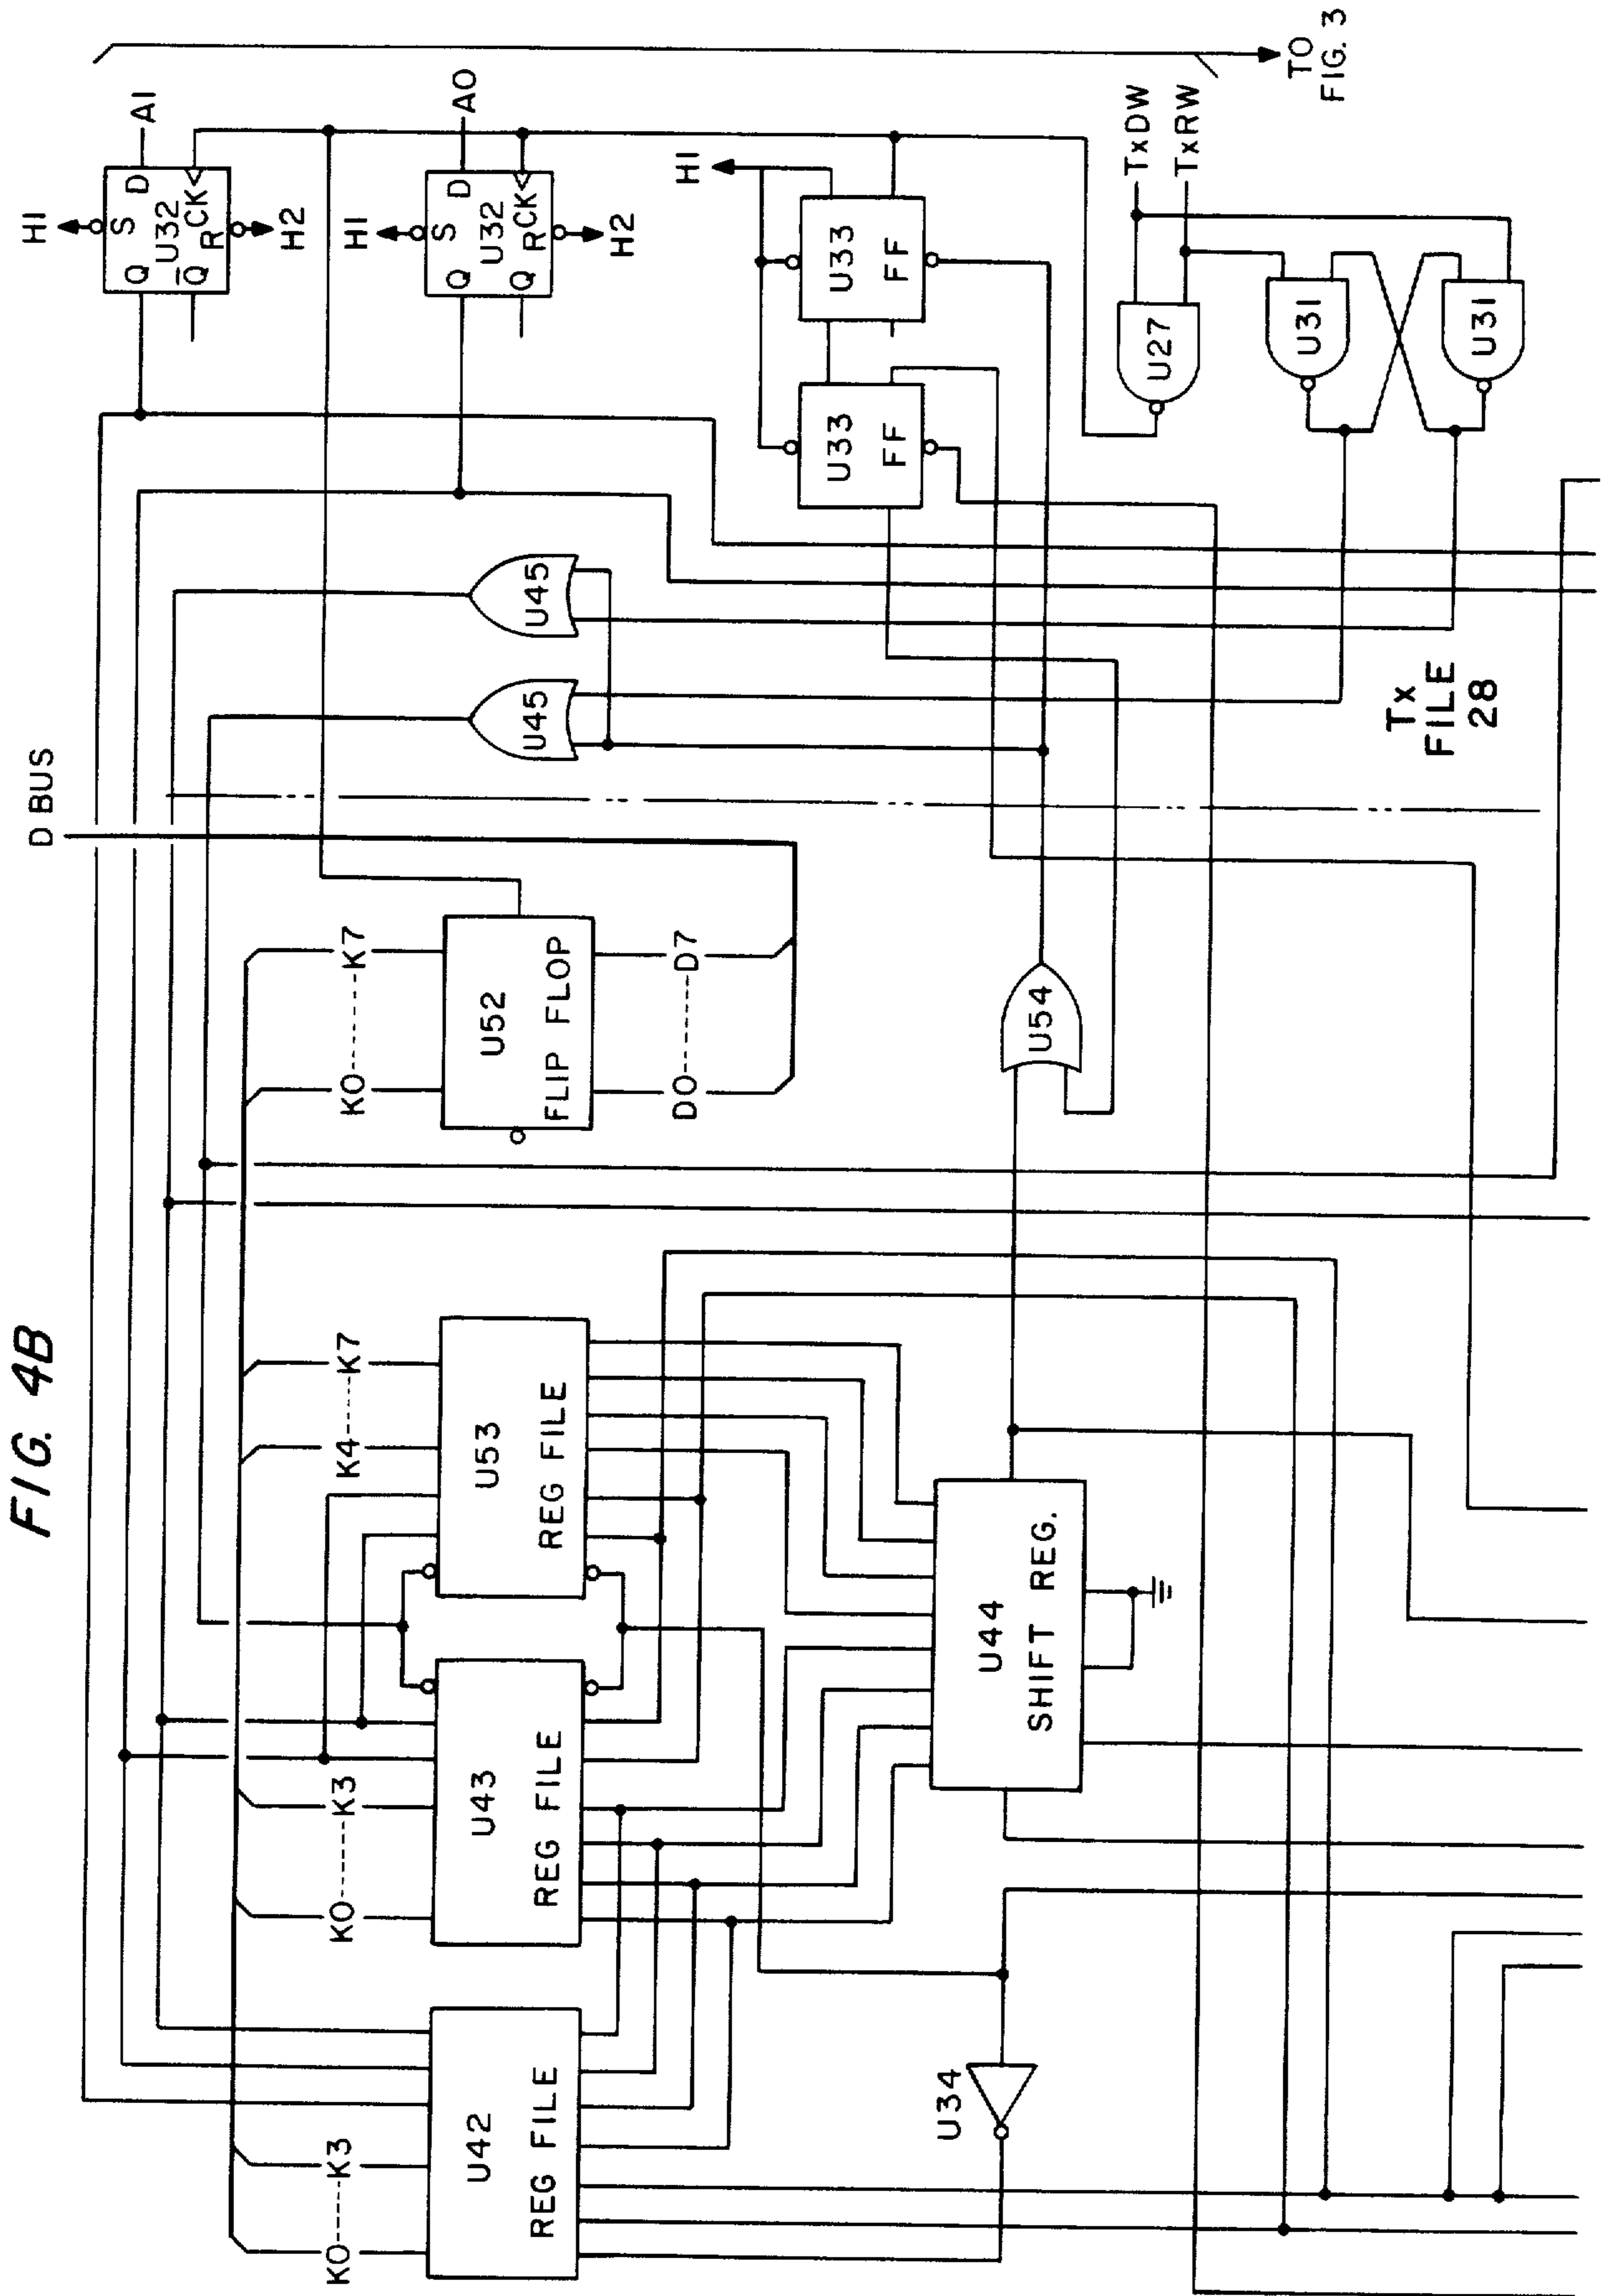 FIG. 4B
D BUS
H1
S
D
A1
Q
U32
CK
Q
R
H2
H1
S
D
A0
Q
U32
CK
Q
R
H2
TO
FIG. 3
H1
U33
FF
U33
FF
TxDW
TxRW
U27
U31
U31
U45
U45
Tx
FILE
28
K0-----K7
U52
FLIP FLOP
D0-----D7
U54
K4----K7
U53
REG FILE
K0-----K3
U43
REG FILE
K0----K3
U42
REG FILE
U44
SHIFT REG.
U34